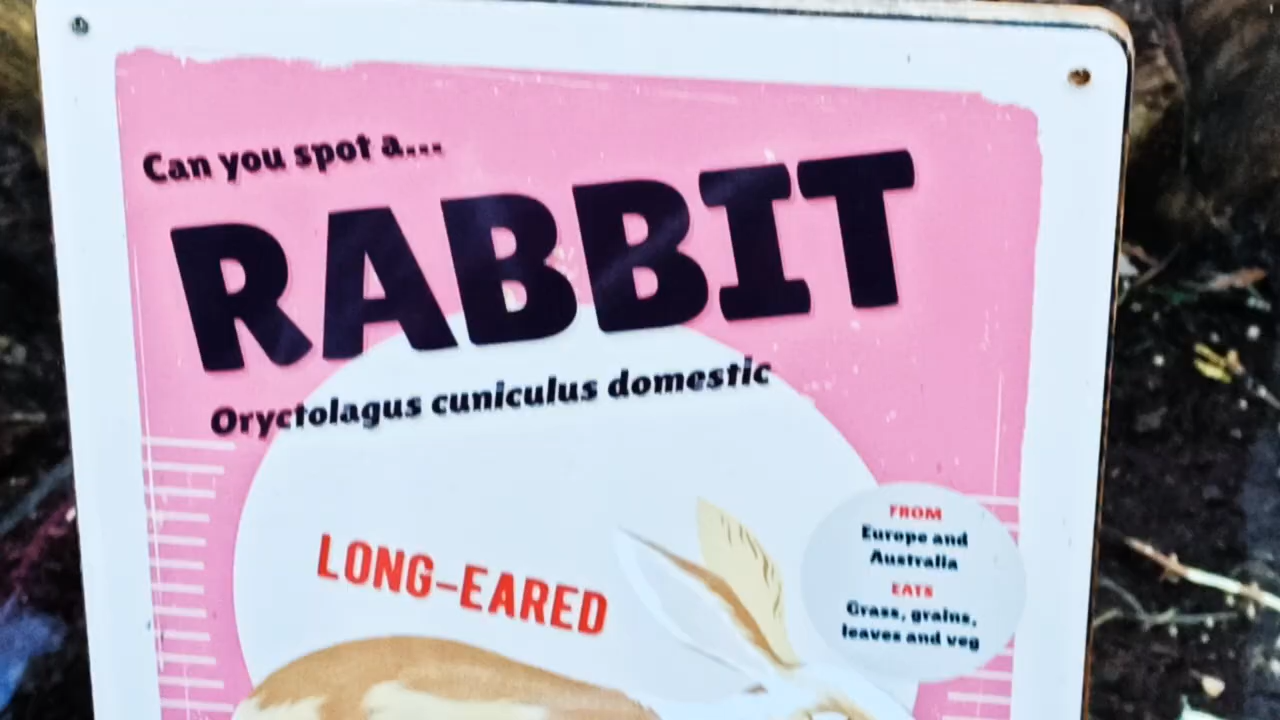 Can you spot a...
RABBIT
Oryctolagus cuniculus domestic
LONG-EARED
FROM
Europe and
Australia
EATS
Grass, grains,
leaves and veg